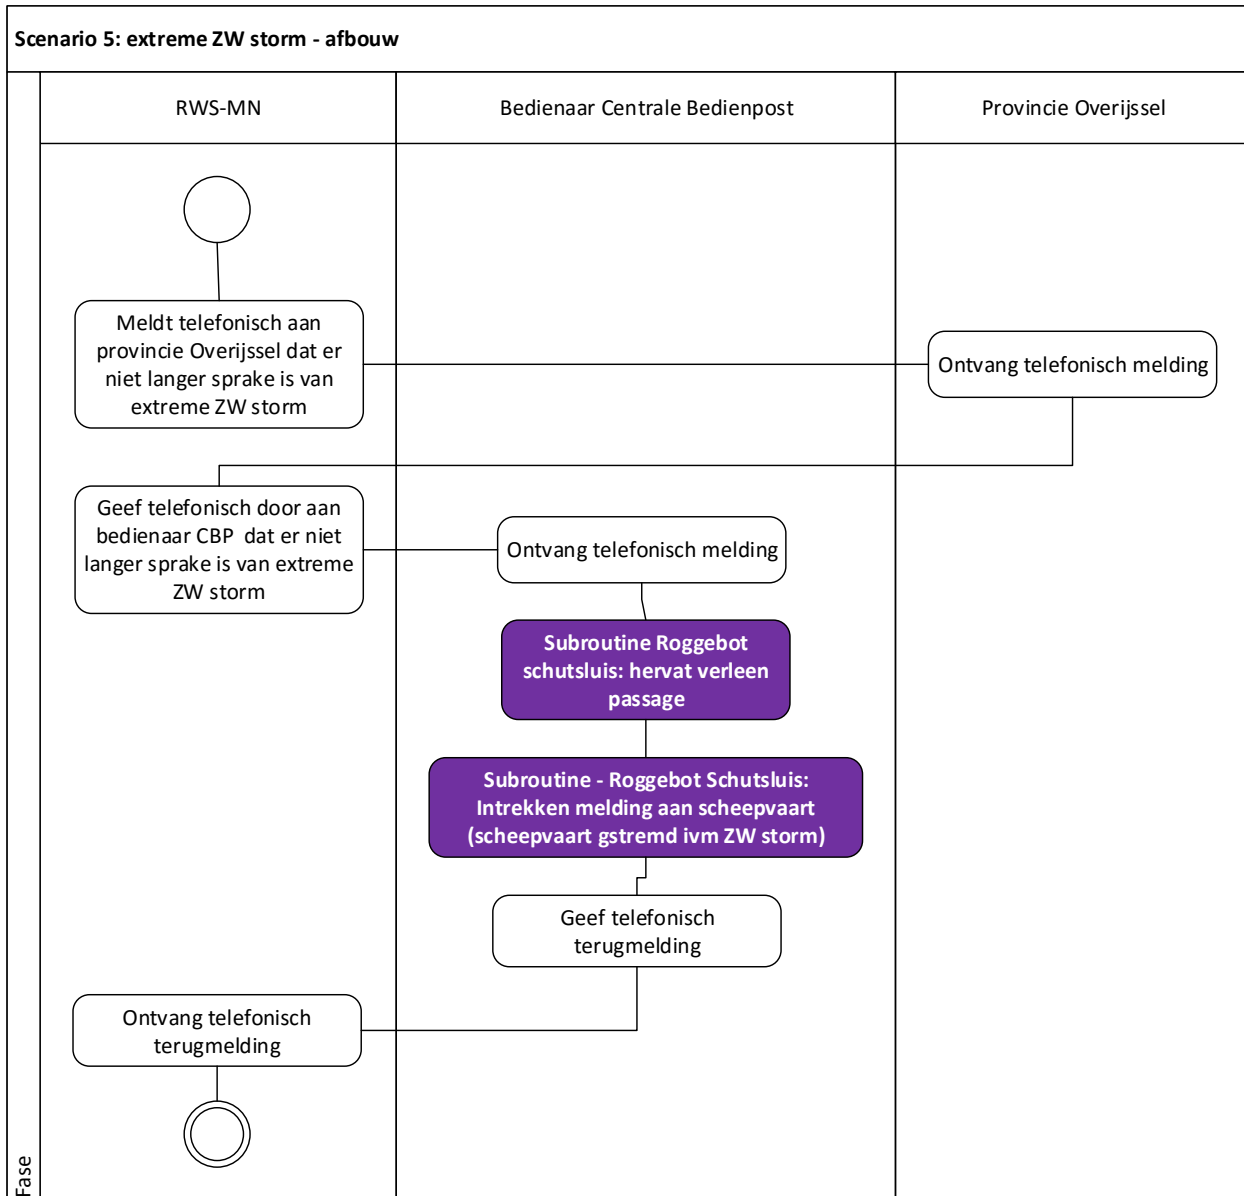 Scenario 5: extreme ZW storm - afbouw
RWS-MN
Bedienaar Centrale Bedienpost
Provincie Overijssel
Meldt telefonisch aan
provincie Overijssel dat er
niet langer sprake is van
extreme ZW storm
Ontvang telefonisch melding
Geef telefonisch door aan
bedienaar CBP dat er niet
langer sprake is van extreme
ZW storm
Ontvang telefonisch melding
Subroutine Roggebot
schutsluis: hervat verleen
passage
Subroutine - Roggebot Schutsluis:
Intrekken melding aan scheepvaart
(scheepvaart gstremd ivm ZW storm)
Geef telefonisch
terugmelding
Ontvang telefonisch
terugmelding
Fase